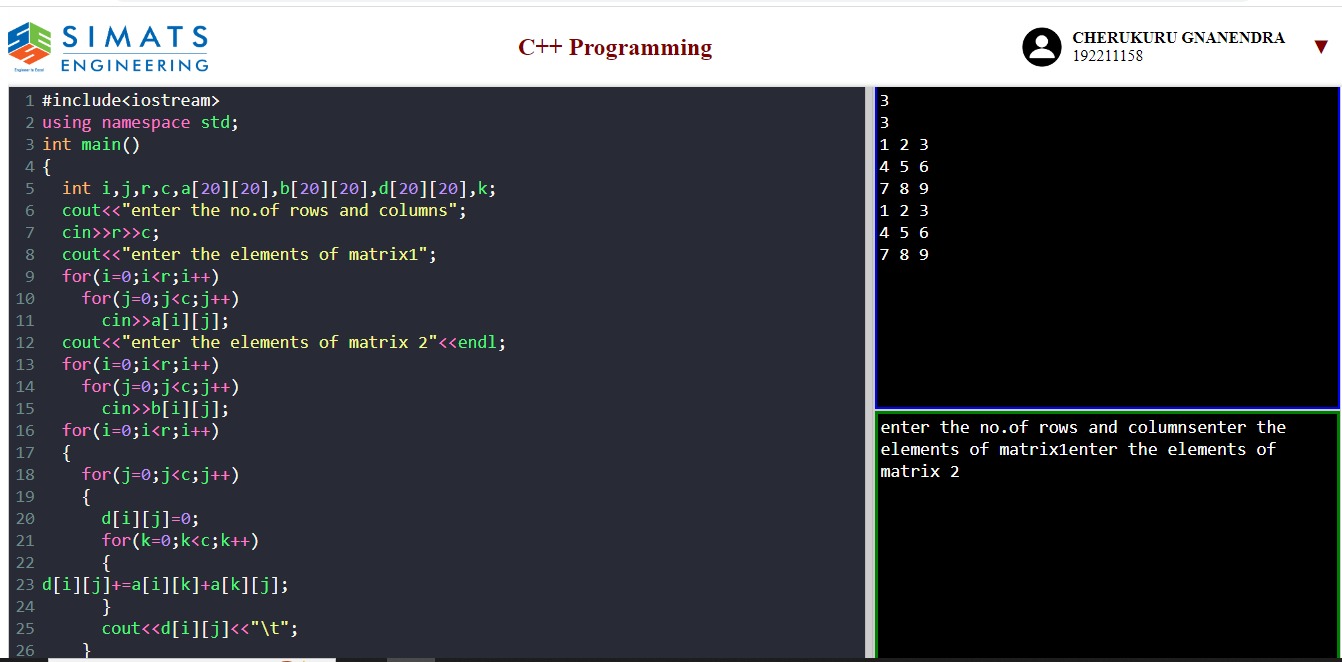 SIMATS
ENGINEERING
Engineer to Excel
C++ Programming
CHERUKURU GNANENDRA
192211158
▼
1 #include<iostream>
2 using namespace std;
3 int main()
4 {
5 int i,j,r,c,a[20][20],b[20][20],d[20][20],k;
6 cout<<"enter the no.of rows and columns";
7 cin>>r>>c;
8 cout<<"enter the elements of matrix1";
9 for(i=0;i<r;i++)
10 for(j=0;j<c;j++)
11 cin>>a[i][j];
12 cout<<"enter the elements of matrix 2"<<endl;
13 for(i=0;i<r;i++)
14 for(j=0;j<c;j++)
15 cin>>b[i][j];
16 for(i=0;i<r;i++)
17 {
18 for(j=0;j<c;j++)
19 {
20 d[i][j]=0;
21 for(k=0;k<c;k++)
22 {
23 d[i][j]+=a[i][k]+a[k][j];
24 }
25 cout<<d[i][j]<<"\t";
26 }
3
3
1 2 3
4 5 6
7 8 9
1 2 3
4 5 6
7 8 9
enter the no.of rows and columnsenter the
elements of matrix1enter the elements of
matrix 2